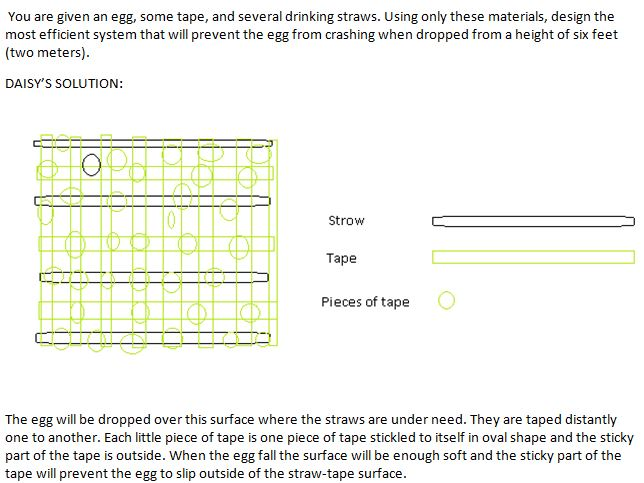 You are given an egg, some tape, and several drinking straws. Using only these materials, design the
most efficient system that will prevent the egg from crashing when dropped from a height of six feet
(two meters).
DAISY'S SOLUTION:
Strow
Tape
Pieces of tape
The egg will be dropped over this surface where the straws are under need. They are taped distantly
one to another. Each little piece of tape is one piece of tape stickled to itself in oval shape and the sticky
part of the tape is outside. When the egg fall the surface will be enough soft and the sticky part of the
tape will prevent the egg to slip outside of the straw-tape surface.